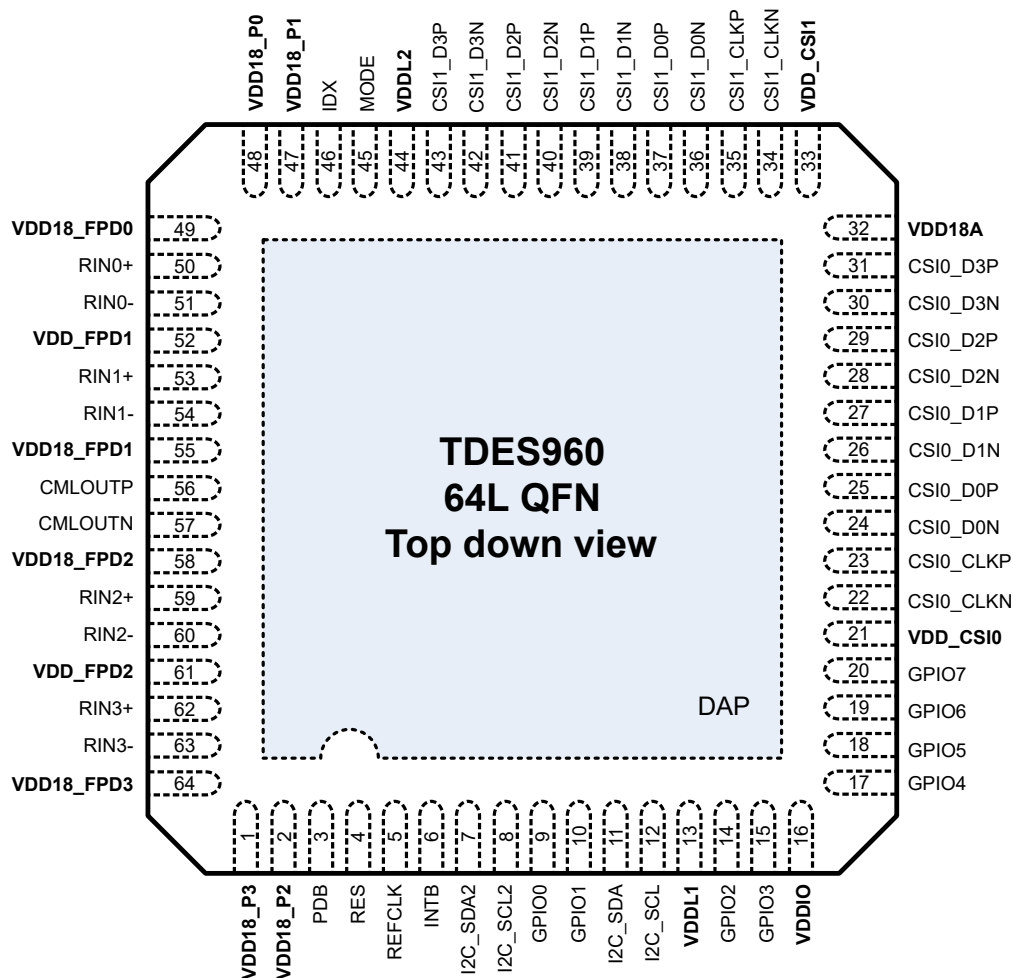 VDD18_P0
VDD18_P1
IDX
MODE
VDDL2
CSI1_D3P
CSI1_D3N
CSI1_D2P
CSI1_D2N
CSI1_D1P
CSI1_D1N
CSI1_D0P
CSI1_D0N
CSI1_CLKP
CSI1_CLKN
VDD_CSI1
48
47
46
45
44
43
42
41
40
39
38
37
36
35
34
33
VDD18_FPD0 49
RIN0+ 50
RIN0- 51
VDD_FPD1 52
RIN1+ 53
RIN1- 54
VDD18_FPD1 55
CMLOUTP 56
CMLOUTN 57
VDD18_FPD2 58
RIN2+ 59
RIN2- 60
VDD_FPD2 61
RIN3+ 62
RIN3- 63
VDD18_FPD3 64
TDES960
64L QFN
Top down view
DAP
32 VDD18A
31 CSI0_D3P
30 CSI0_D3N
29 CSI0_D2P
28 CSI0_D2N
27 CSI0_D1P
26 CSI0_D1N
25 CSI0_D0P
24 CSI0_D0N
23 CSI0_CLKP
22 CSI0_CLKN
21 VDD_CSI0
20 GPIO7
19 GPIO6
18 GPIO5
17 GPIO4
1
2
3
4
5
6
7
8
9
10
11
12
13
14
15
16
VDD18_P3
VDD18_P2
PDB
RES
REFCLK
INTB
I2C_SDA2
I2C_SCL2
GPIO0
GPIO1
I2C_SDA
I2C_SCL
VDDL1
GPIO2
GPIO3
VDDIO